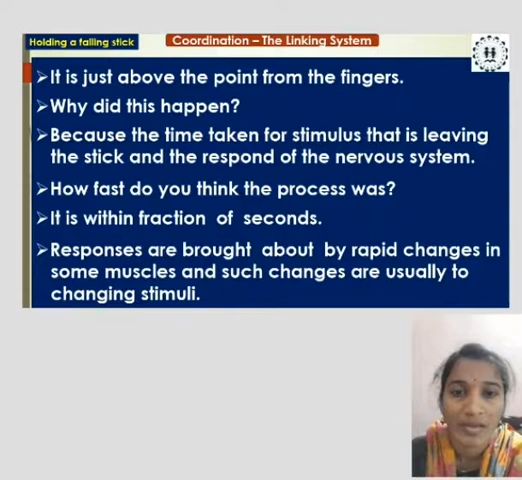 Holding a falling stick
Coordination – The Linking System
➢It is just above the point from the fingers.
➢Why did this happen?
➢Because the time taken for stimulus that is leaving
the stick and the respond of the nervous system.
➢How fast do you think the process was?
➢It is within fraction of seconds.
➢Responses are brought about by rapid changes in
some muscles and such changes are usually to
changing stimuli.